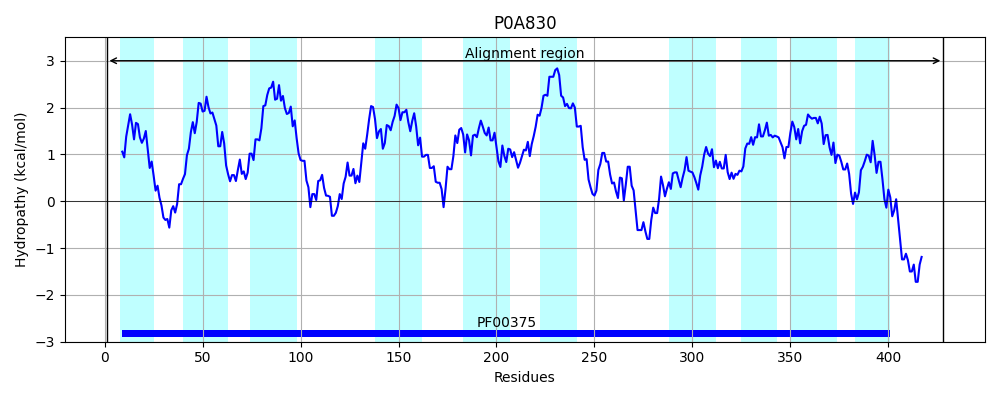 P0A830
Alignment region
3
2
1
0
−1
−2
−3
Hydropathy (kcal/mol)
PF00375
0 50 100 150 200 250 300 350 400
Residues